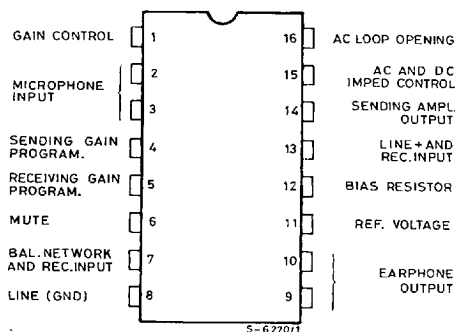 GAIN CONTROL
1
16
AC LOOP OPENING
MICROPHONE
INPUT
2
3
15
AC AND DC
IMPED CONTROL
14
SENDING AMPL.
OUTPUT
SENDING GAIN
PROGRAM.
4
13
LINE+ AND
REC. INPUT
RECEIVING GAIN
PROGRAM.
5
12
BIAS RESISTOR
MUTE
6
11
REF. VOLTAGE
BAL. NETWORK
AND REC. INPUT
7
10
EARPHONE
OUTPUT
LINE (GND)
8
9
S-6270/1